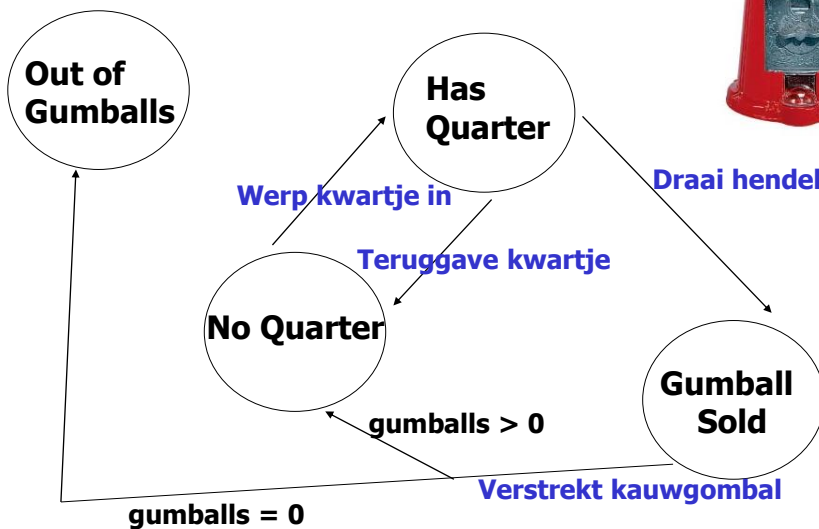 Out of
Gumballs
Has
Quarter
Werp kwartje in
Draai hendel
Teruggave kwartje
No Quarter
Gumball
Sold
gumballs > 0
Verstrekt kauwgombal
gumballs = 0